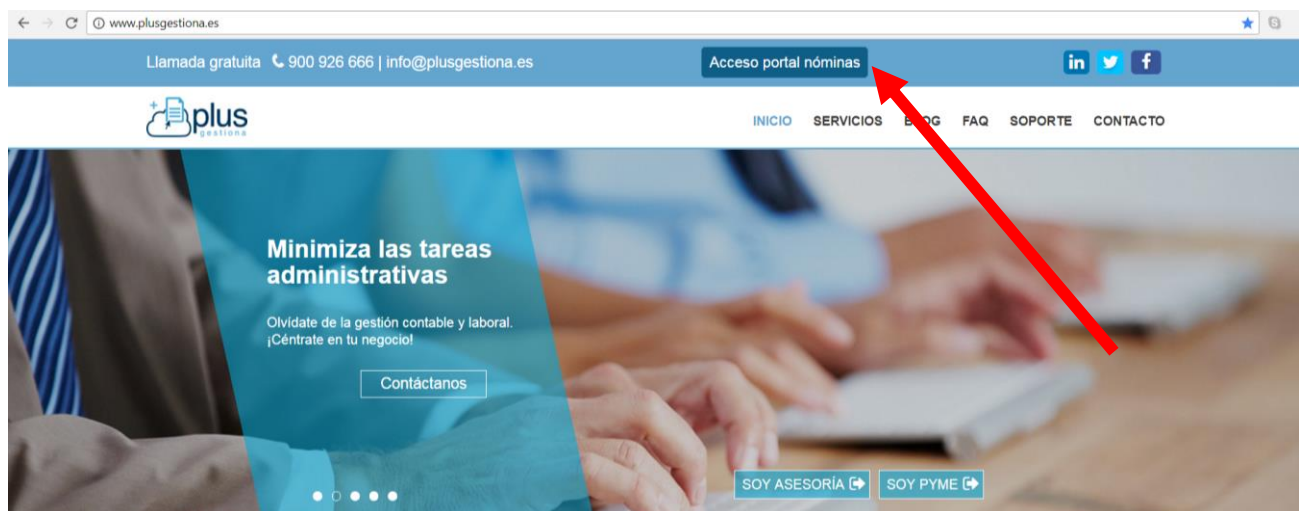 www.plusgestiona.es
Llamada gratuita 900 926 666 | info@plusgestiona.es
Acceso portal nóminas
in f
plus
gestiona
INICIO SERVICIOS BLOG FAQ SOPORTE CONTACTO
Minimiza las tareas
administrativas
Olvídate de la gestión contable y laboral.
¡Céntrate en tu negocio!
Contáctanos
SOY ASESORÍA SOY PYME